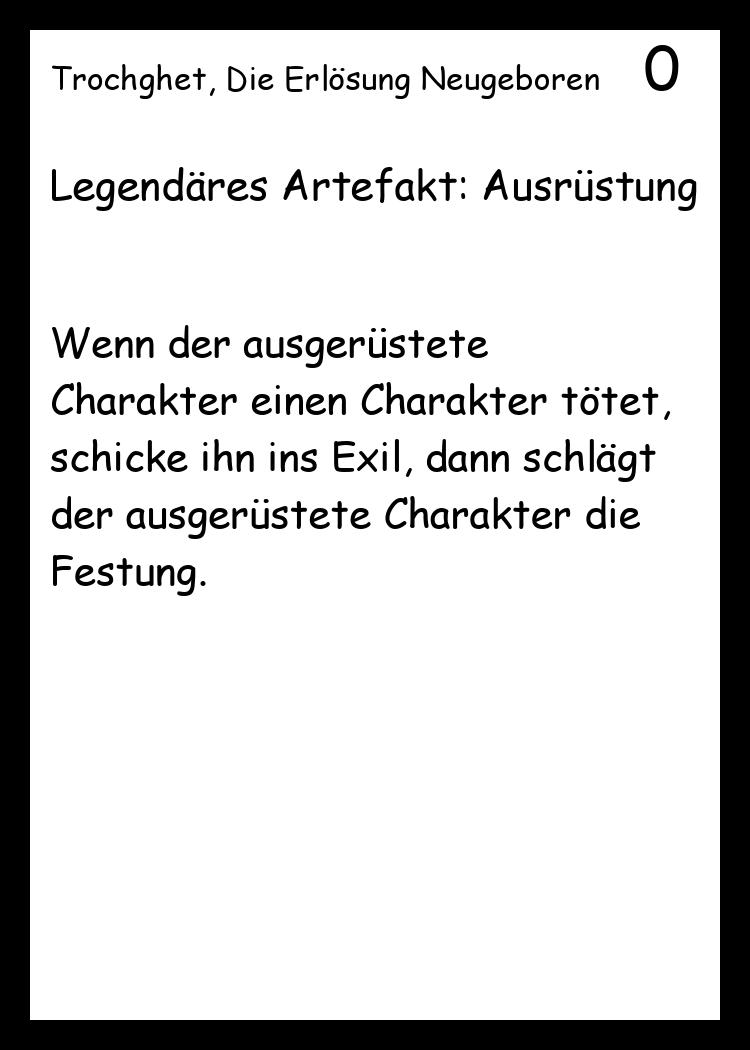 Trochghet, Die Erlösung Neugeboren 0
Legendäres Artefakt: Ausrüstung
Wenn der ausgerüstete
Charakter einen Charakter tötet,
schicke ihn ins Exil, dann schlägt
der ausgerüstete Charakter die
Festung.